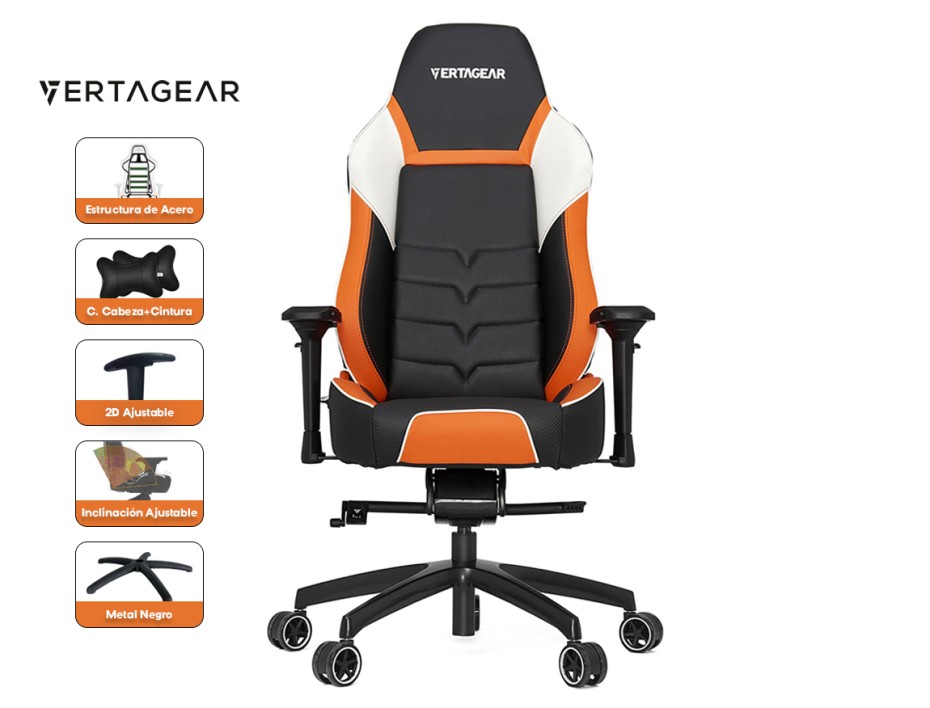 VERTAGEAR
VERTAGEAR
Estructura de Acero
C. Cabeza+Cintura
2D Ajustable
Inclinación Ajustable
Metal Negro